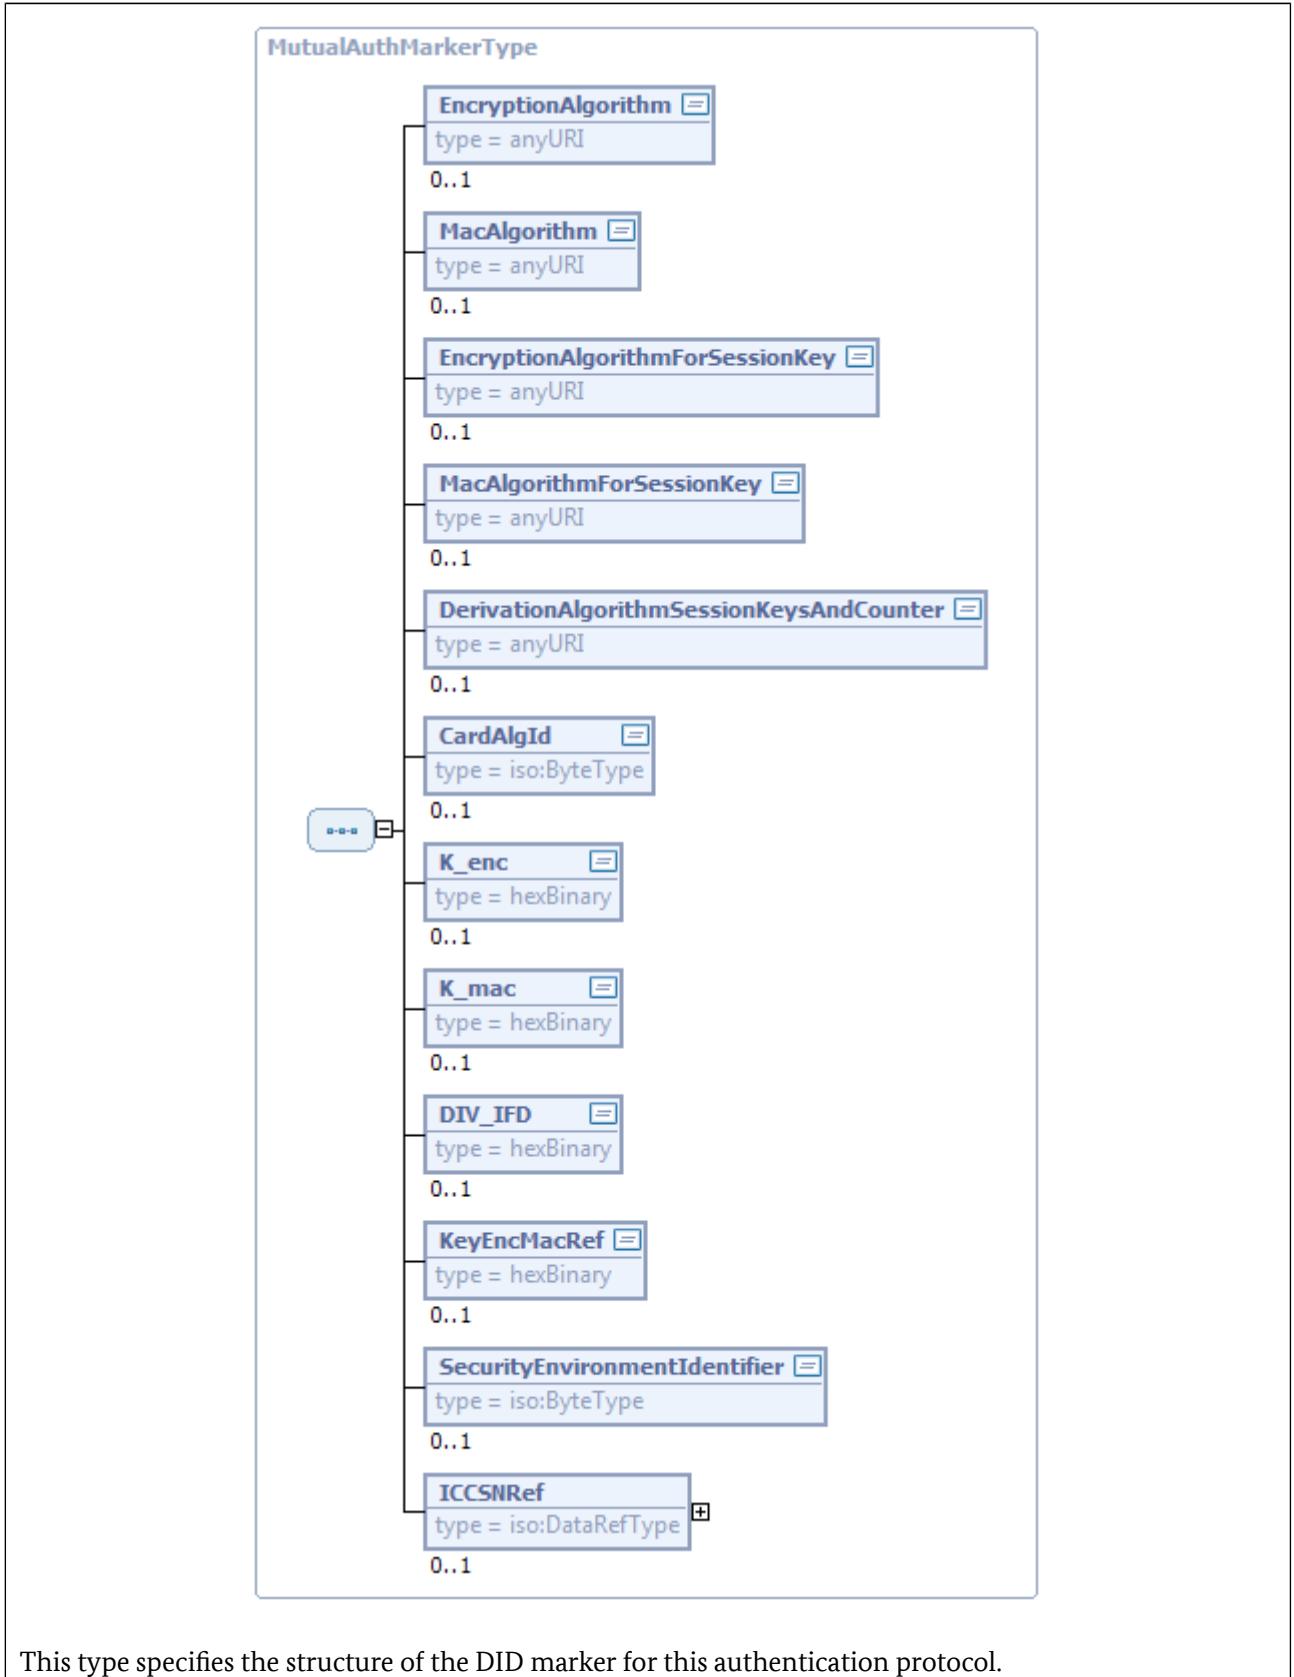 MutualAuthMarkerType
EncryptionAlgorithm
type = anyURI
0..1
MacAlgorithm
type = anyURI
0..1
EncryptionAlgorithmForSessionKey
type = anyURI
0..1
MacAlgorithmForSessionKey
type = anyURI
0..1
DerivationAlgorithmSessionKeysAndCounter
type = anyURI
0..1
CardAlgId
type = iso:ByteType
0..1
K_enc
type = hexBinary
0..1
K_mac
type = hexBinary
0..1
DIV_IFD
type = hexBinary
0..1
KeyEncMacRef
type = hexBinary
0..1
SecurityEnvironmentIdentifier
type = iso:ByteType
0..1
ICCSNRef
type = iso:DataRefType
0..1
This type specifies the structure of the DID marker for this authentication protocol.